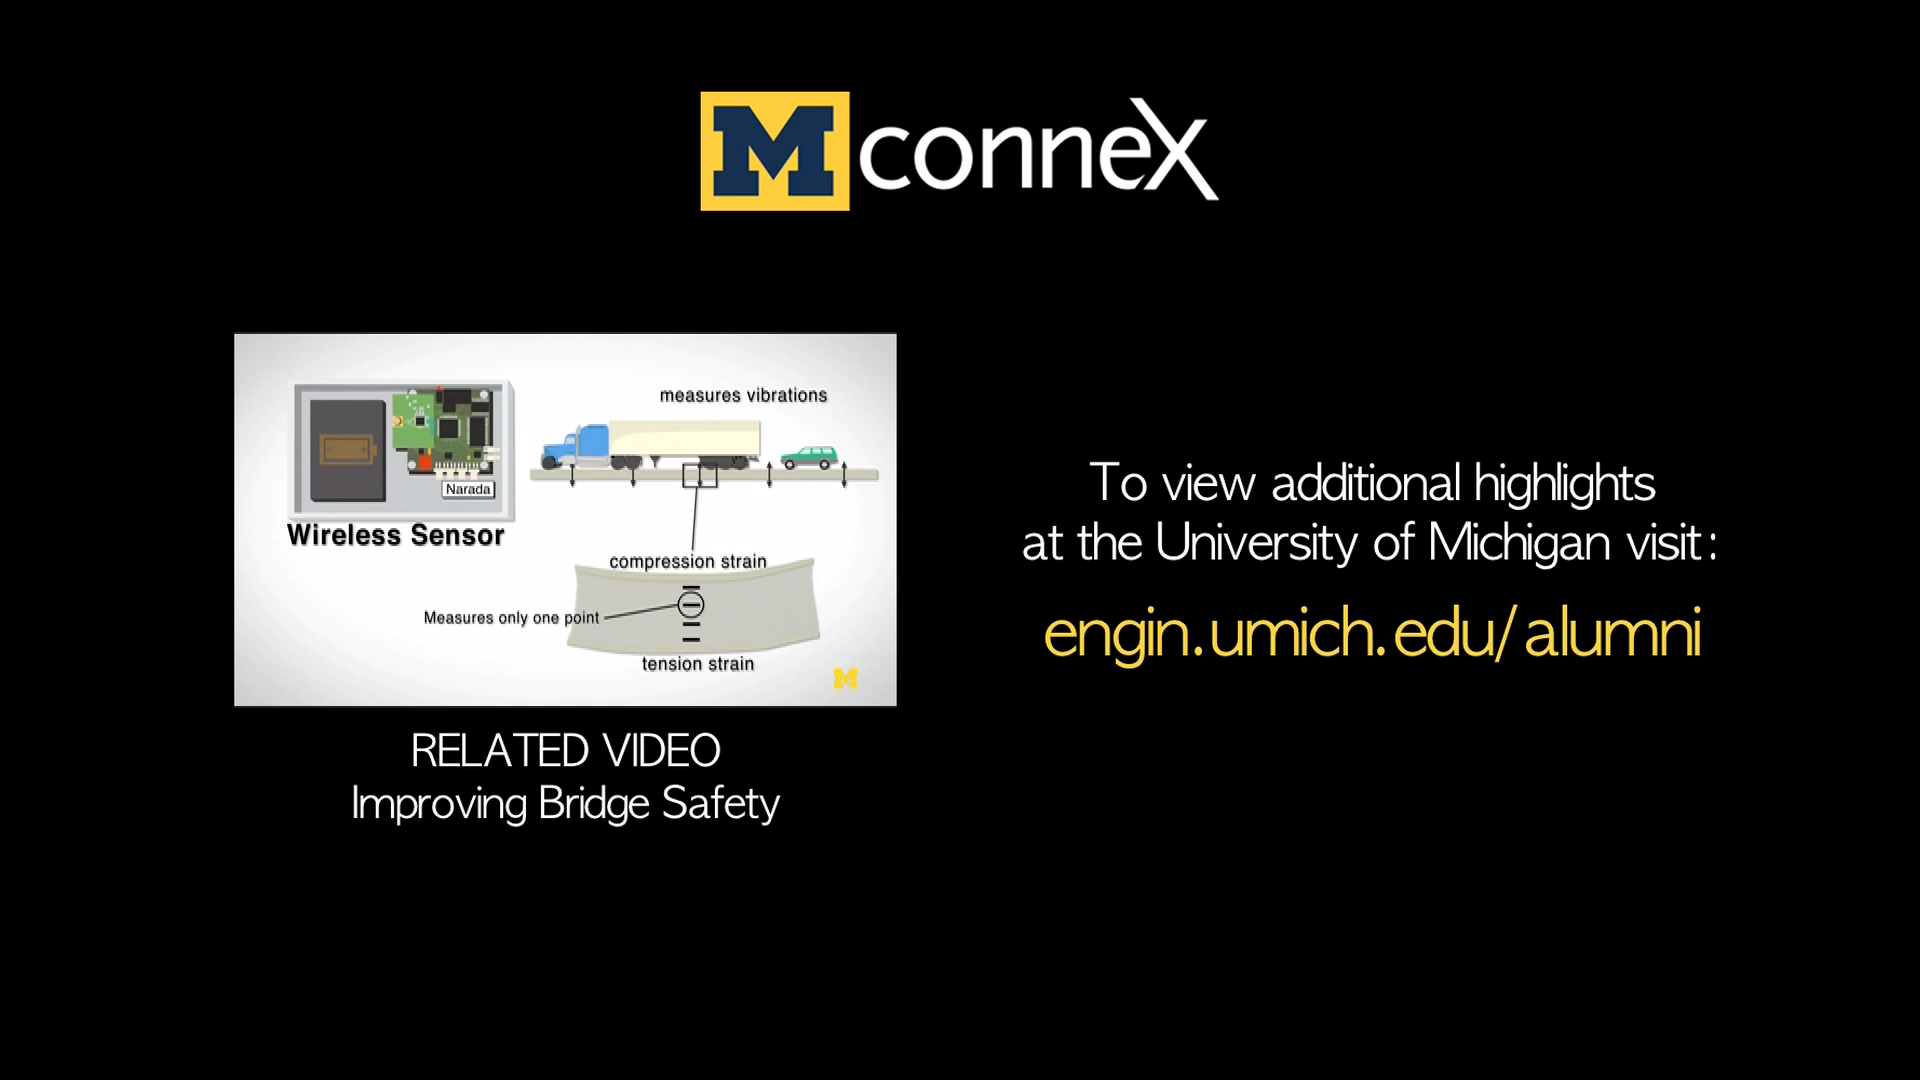 M conneX
measures vibrations
Narada
Wireless Sensor
compression strain
Measures only one point
tension strain
M
RELATED VIDEO
Improving Bridge Safety
To view additional highlights
at the University of Michigan visit:
engin.umich.edu/alumni